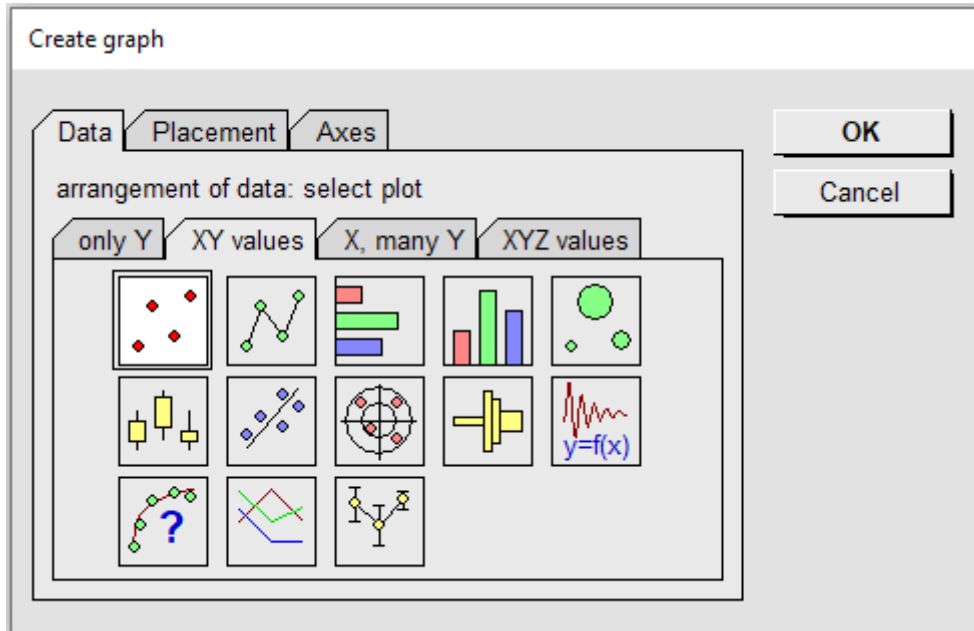 Create graph
Data Placement Axes
OK
Cancel
arrangement of data: select plot
only Y XY values X, many Y XYZ values
y=f(x)
?